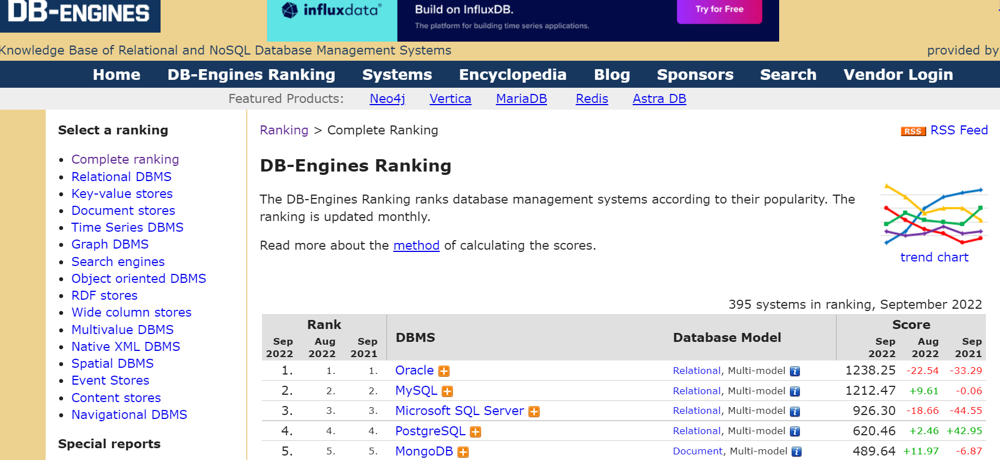 DB-ENGINES
influxdata®
Build on InfluxDB.
The platform for building time series applications.
Try for Free
Knowledge Base of Relational and NoSQL Database Management Systems
provided by
Home DB-Engines Ranking Systems Encyclopedia Blog Sponsors Search Vendor Login
Featured Products: Neo4j Vertica MariaDB Redis Astra DB
Select a ranking
Complete ranking
Relational DBMS
Key-value stores
Document stores
Time Series DBMS
Graph DBMS
Search engines
Object oriented DBMS
RDF stores
Wide column stores
Multivalue DBMS
Native XML DBMS
Spatial DBMS
Event Stores
Content stores
Navigational DBMS
Special reports
Ranking > Complete Ranking
RSS RSS Feed
DB-Engines Ranking
The DB-Engines Ranking ranks database management systems according to their popularity. The
ranking is updated monthly.
Read more about the method of calculating the scores.
trend chart
395 systems in ranking, September 2022
Rank DBMS Database Model Score
Sep Aug Sep Sep Aug Sep
2022 2022 2021 2022 2022 2021
1. 1. 1. Oracle Relational, Multi-model i 1238.25 -22.54 -33.29
2. 2. 2. MySQL Relational, Multi-model i 1212.47 +9.61 -0.06
3. 3. 3. Microsoft SQL Server Relational, Multi-model i 926.30 -18.66 -44.55
4. 4. 4. PostgreSQL Relational, Multi-model i 620.46 +2.46 +42.95
5. 5. 5. MongoDB Document, Multi-model i 489.64 +11.97 -6.87